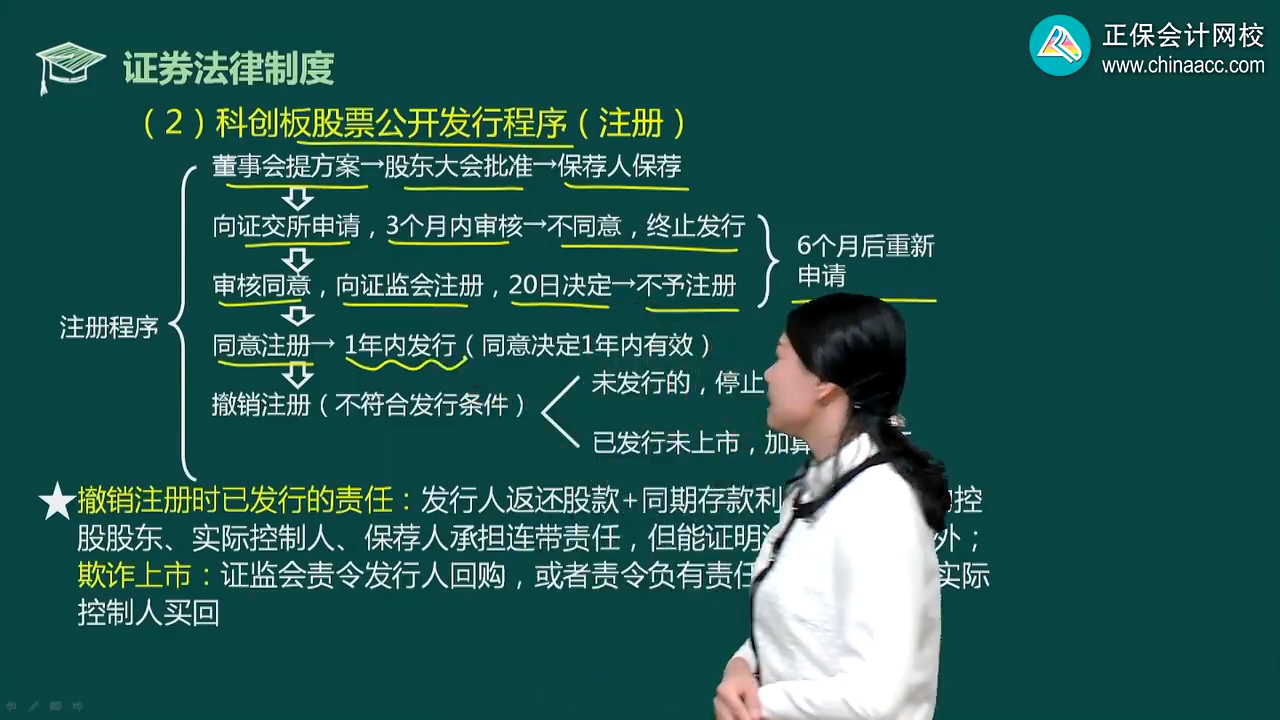 正保会计网校
www.chinaacc.com
证券法律制度
（2）科创板股票公开发行程序（注册）
董事会提方案→股东大会批准→保荐人保荐
向证交所申请，3个月内审核→不同意，终止发行
6个月后重新
申请
审核同意，向证监会注册，20日决定→不予注册
注册程序
同意注册→ 1年内发行（同意决定1年内有效）
撤销注册（不符合发行条件）
未发行的，停止
已发行未上市，加算
★撤销注册时已发行的责任：发行人返还股款+同期存款利 控
股股东、实际控制人、保荐人承担连带责任，但能证明 外；
欺诈上市：证监会责令发行人回购，或者责令负有责任 实际
控制人买回